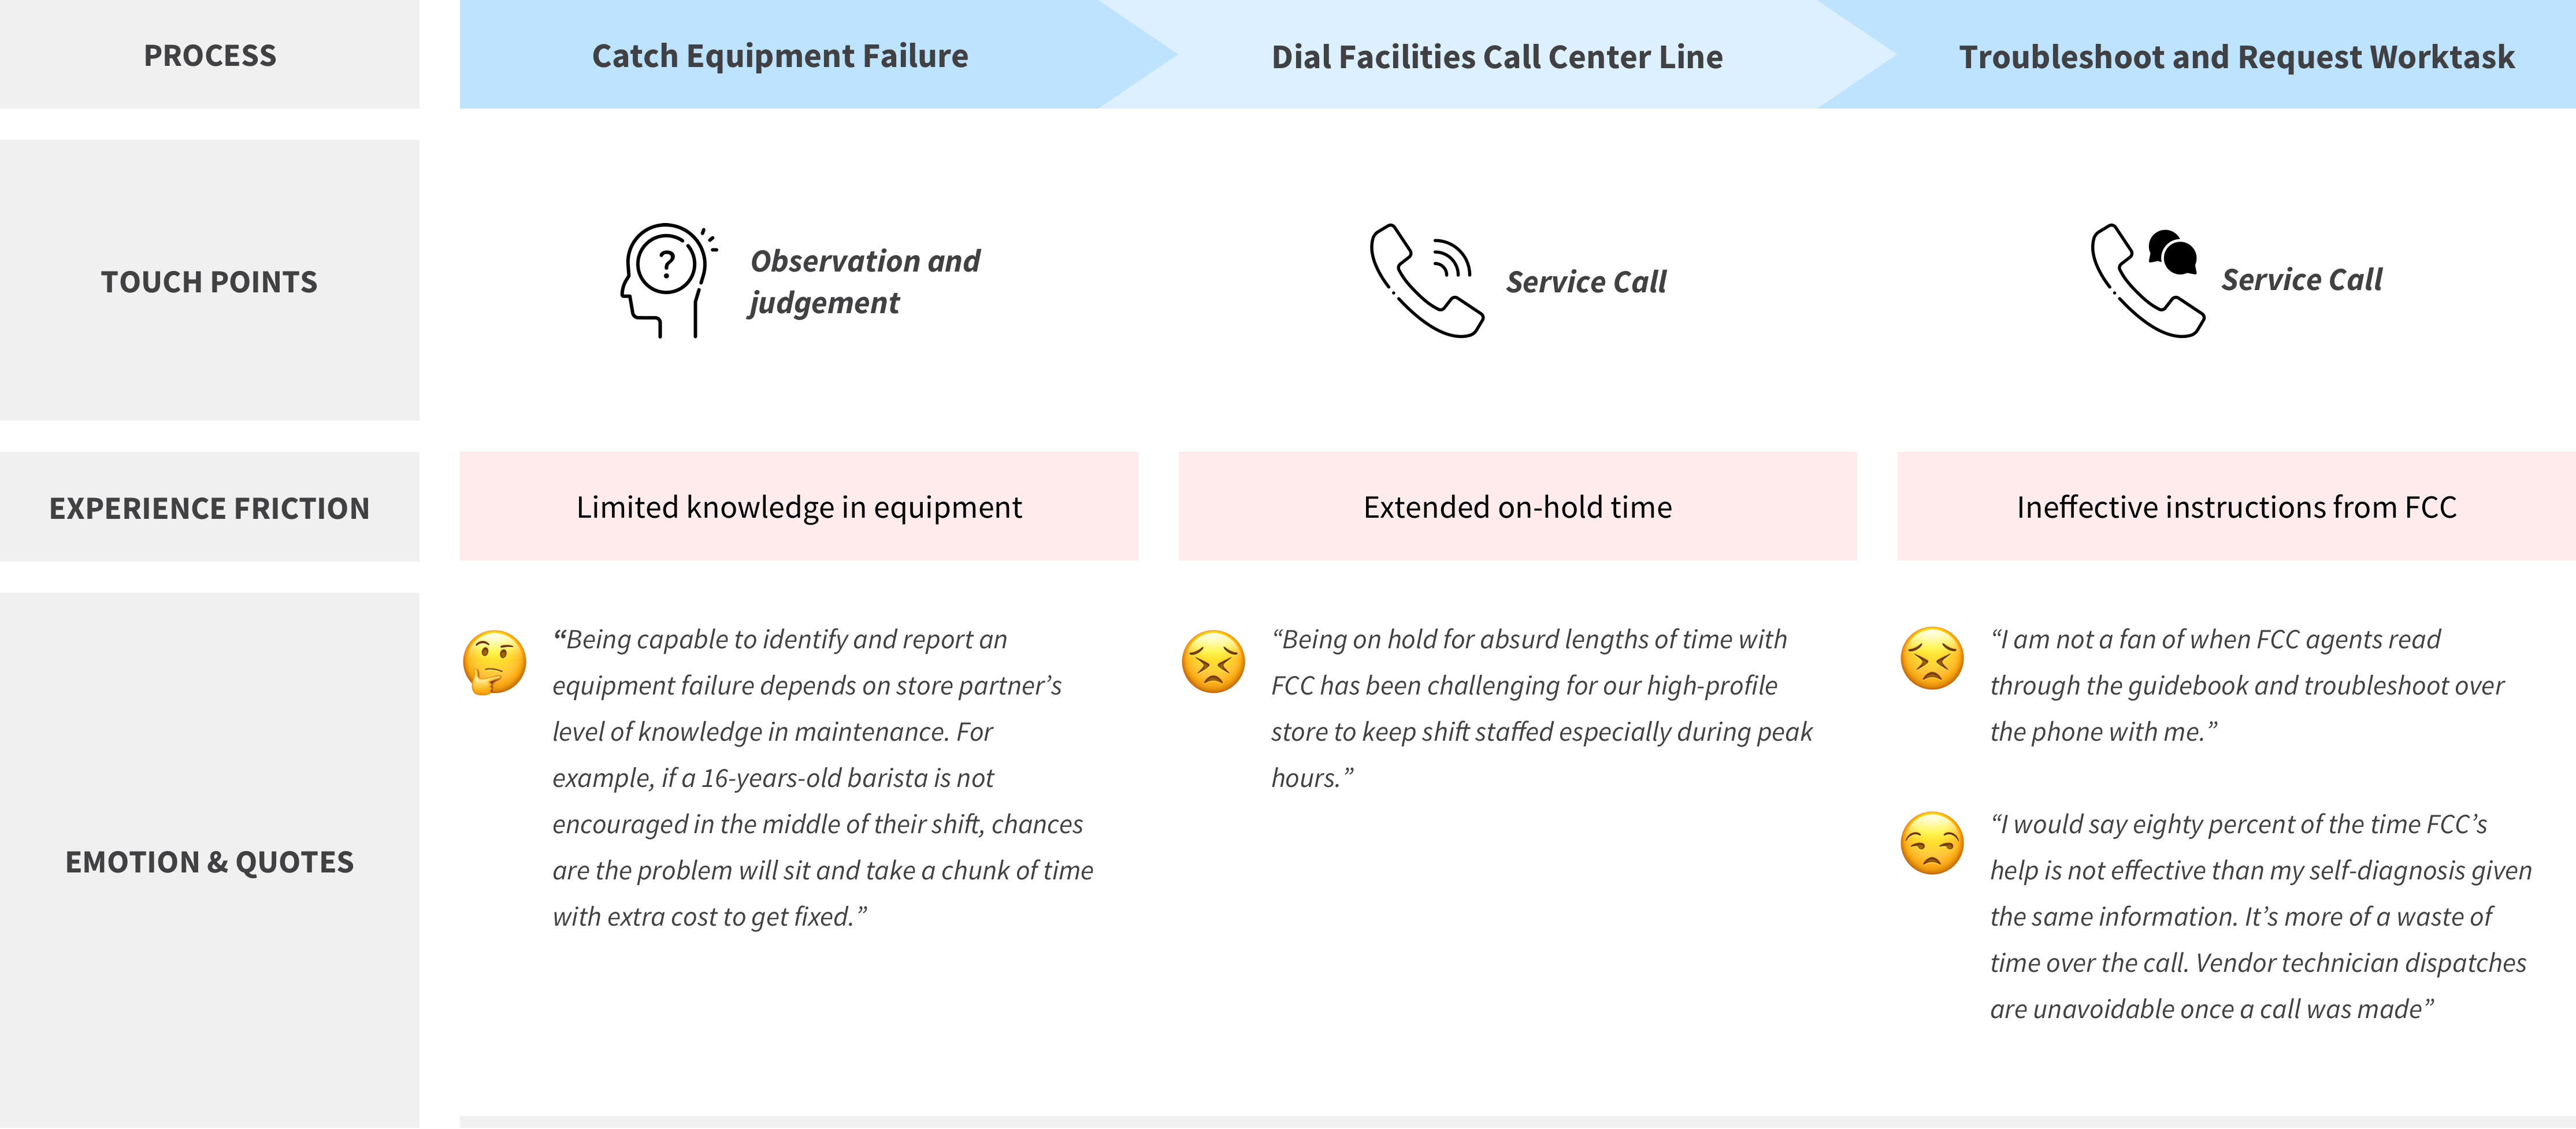 PROCESS
Catch Equipment Failure
Dial Facilities Call Center Line
Troubleshoot and Request Worktask
TOUCH POINTS
?
Observation and
judgement
Service Call
Service Call
EXPERIENCE FRICTION
Limited knowledge in equipment
Extended on-hold time
Ineffective instructions from FCC
EMOTION & QUOTES
“Being capable to identify and report an
equipment failure depends on store partner’s
level of knowledge in maintenance. For
example, if a 16-years-old barista is not
encouraged in the middle of their shift, chances
are the problem will sit and take a chunk of time
with extra cost to get fixed.”
“Being on hold for absurd lengths of time with
FCC has been challenging for our high-profile
store to keep shift staffed especially during peak
hours.”
“I am not a fan of when FCC agents read
through the guidebook and troubleshoot over
the phone with me.”
“I would say eighty percent of the time FCC’s
help is not effective than my self-diagnosis given
the same information. It’s more of a waste of
time over the call. Vendor technician dispatches
are unavoidable once a call was made”